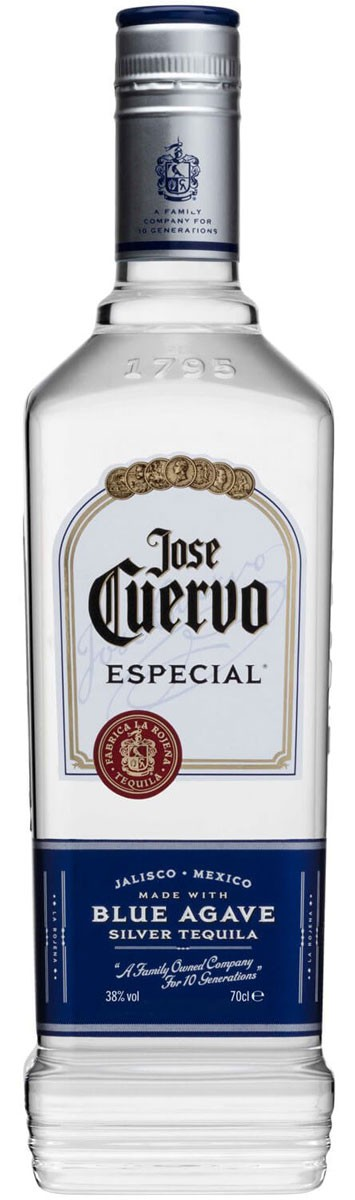 A FAMILY
COMPANY FOR
10 GENERATIONS
1795
Jose
Cuervo
ESPECIAL®
FABRICA LA ROJEÑA
TEQUILA
JALISCO • MEXICO
MADE WITH
BLUE AGAVE
SILVER TEQUILA
"A Family Owned Company
For 10 Generations"
38% vol 70cl e
LA ROJEÑA
LA ROJEÑA